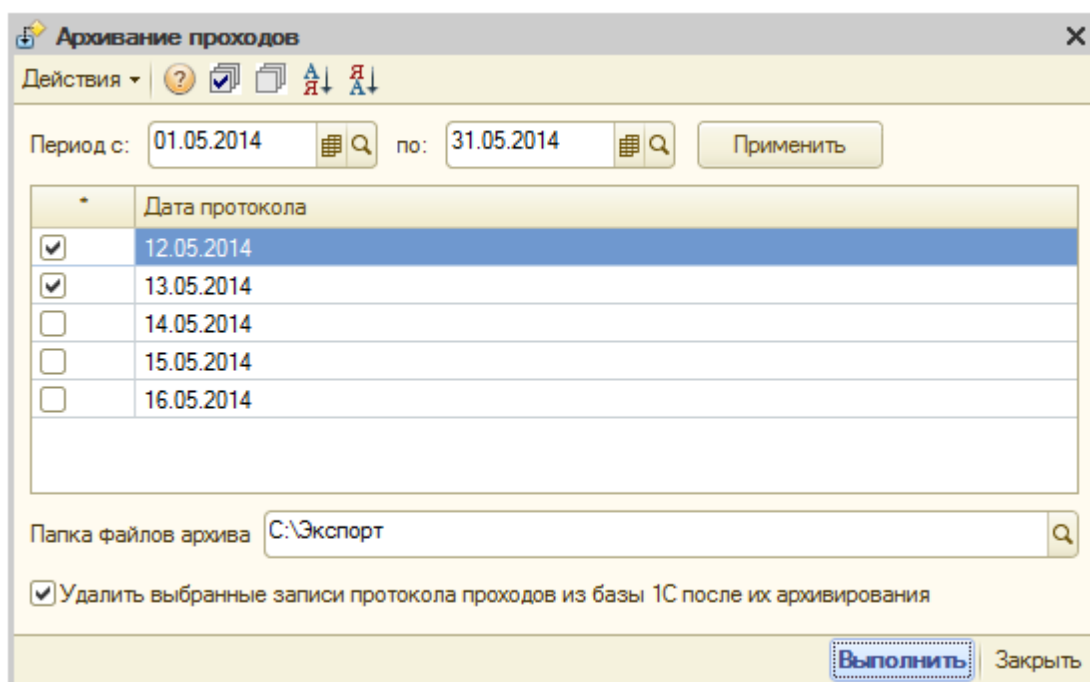 Архивание проходов
Действия
Период с: 01.05.2014 по: 31.05.2014 Применить
* Дата протокола
12.05.2014
13.05.2014
14.05.2014
15.05.2014
16.05.2014
Папка файлов архива C:\Экспорт
Удалить выбранные записи протокола проходов из базы 1С после их архивирования
Выполнить Закрыть